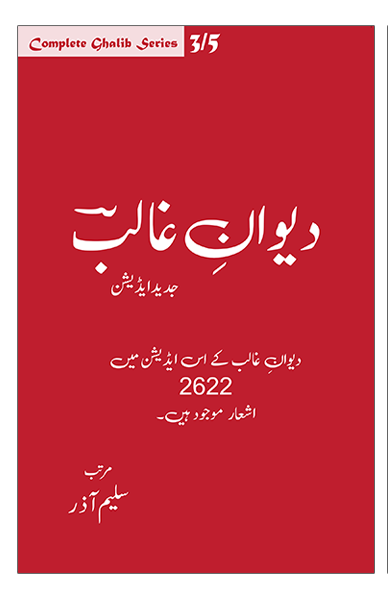 Complete Ghalib Series 3/5
دیوانِ غالبؔ
جدید ایڈیشن
دیوانِ غالب کے اس ایڈیشن میں
2622
اشعار موجود ہیں۔
مرتب
سلیم آذر